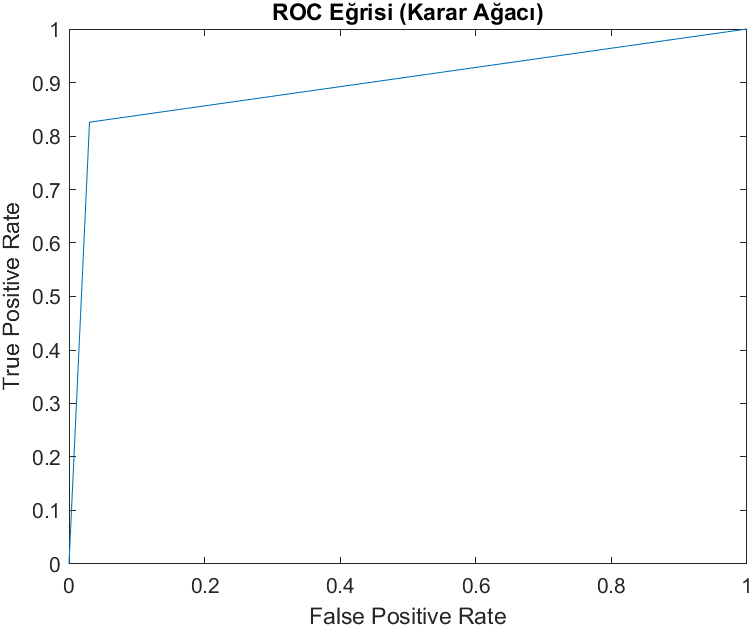 ROC Eğrisi (Karar Ağacı)
1
0.9
0.8
0.7
0.6
0.5
0.4
0.3
0.2
0.1
0
True Positive Rate
0 0.2 0.4 0.6 0.8 1
False Positive Rate